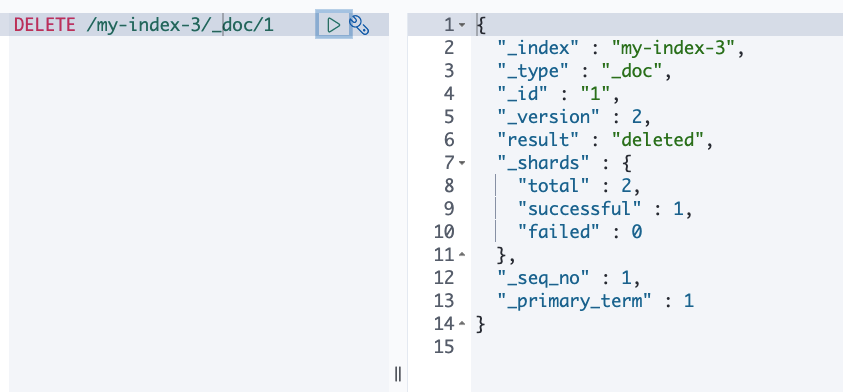 DELETE /my-index-3/_doc/1
1 {
2 "_index" : "my-index-3",
3 "_type" : "_doc",
4 "_id" : "1",
5 "_version" : 2,
6 "result" : "deleted",
7 "_shards" : {
8 "total" : 2,
9 "successful" : 1,
10 "failed" : 0
11 },
12 "_seq_no" : 1,
13 "_primary_term" : 1
14 }
15